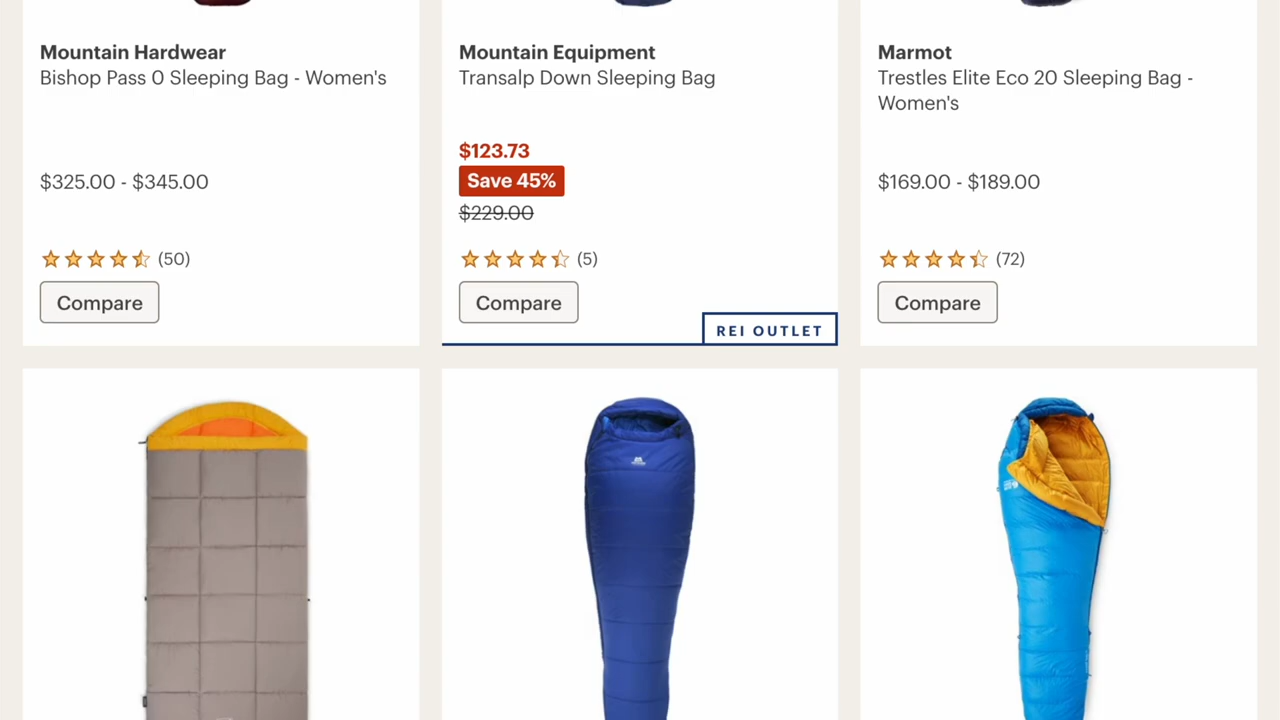 Mountain Hardwear
Bishop Pass 0 Sleeping Bag - Women's
$325.00 - $345.00
(50)
Compare
Mountain Equipment
Transalp Down Sleeping Bag
$123.73
Save 45%
$229.00
(5)
Compare
REI OUTLET
Marmot
Trestles Elite Eco 20 Sleeping Bag -
Women's
$169.00 - $189.00
(72)
Compare